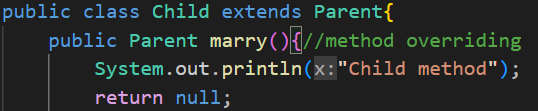 public class Child extends Parent{
public Parent marry(){//method overriding
System.out.println(x:"Child method");
return null;